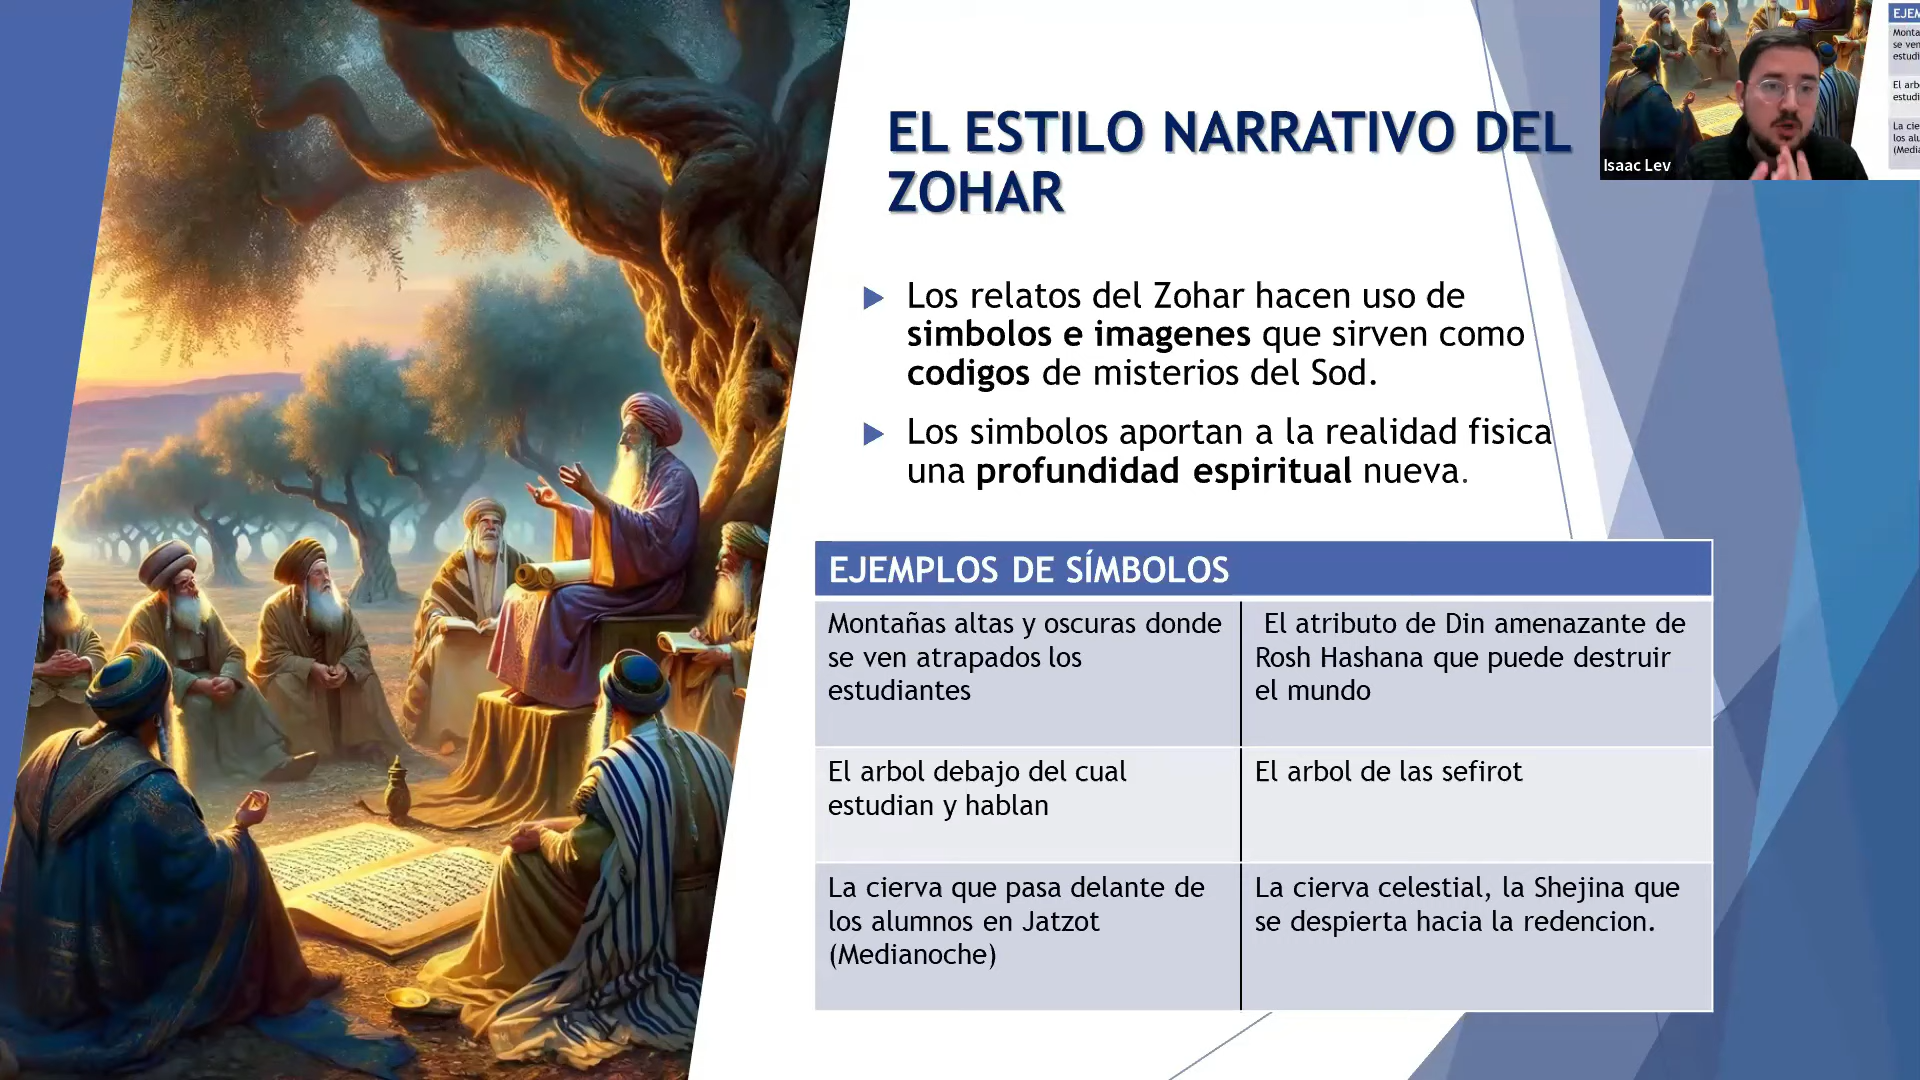 EL ESTILO NARRATIVO DEL
ZOHAR
Los relatos del Zohar hacen uso de
simbolos e imagenes que sirven como
codigos de misterios del Sod.
Los simbolos aportan a la realidad fisica
una profundidad espiritual nueva.
EJEMPLOS DE SÍMBOLOS
Montañas altas y oscuras donde
se ven atrapados los
estudiantes
El atributo de Din amenazante de
Rosh Hashana que puede destruir
el mundo
El arbol debajo del cual
estudian y hablan
El arbol de las sefirot
La cierva que pasa delante de
los alumnos en Jatzot
(Medianoche)
La cierva celestial, la Shejina que
se despierta hacia la redencion.
Isaac Lev